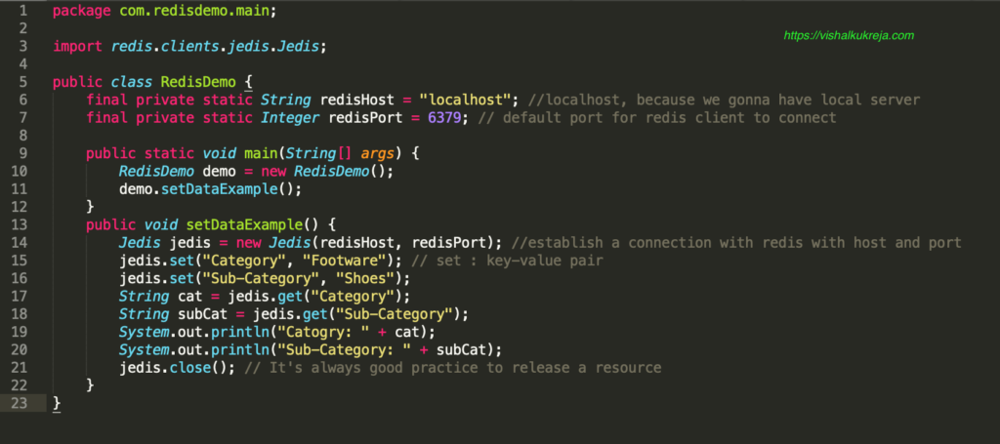 1 package com.redisdemo.main;
2
https://vishalkukreja.com
3 import redis.clients.jedis.Jedis;
4
5 public class RedisDemo {
6 final private static String redisHost = "localhost"; //localhost, because we gonna have local server
7 final private static Integer redisPort = 6379; // default port for redis client to connect
8
9 public static void main(String[] args) {
10 RedisDemo demo = new RedisDemo();
11 demo.setDataExample();
12 }
13 public void setDataExample() {
14 Jedis jedis = new Jedis(redisHost, redisPort); //establish a connection with redis with host and port
15 jedis.set("Category", "Footware"); // set : key-value pair
16 jedis.set("Sub-Category", "Shoes");
17 String cat = jedis.get("Category");
18 String subCat = jedis.get("Sub-Category");
19 System.out.println("Catogry: " + cat);
20 System.out.println("Sub-Category: " + subCat);
21 jedis.close(); // It's always good practice to release a resource
22 }
23 }